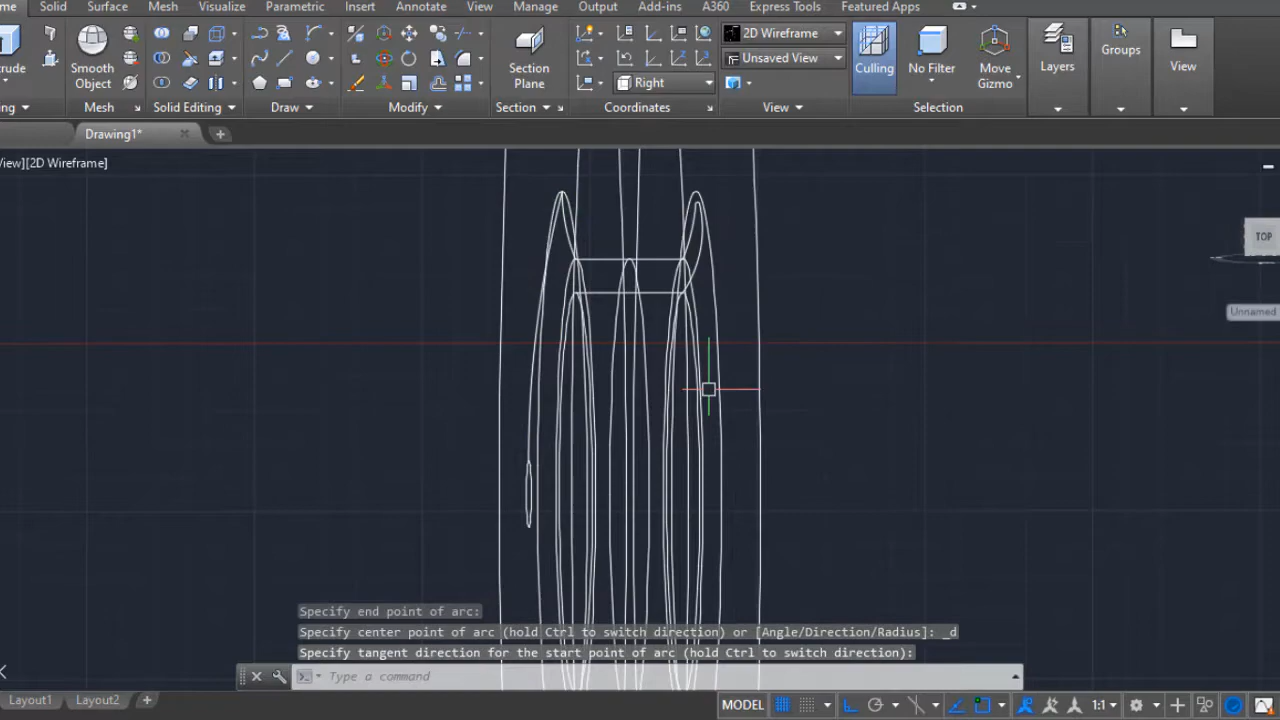 me
Solid
Surface
Mesh
Visualize
Parametric
Insert
Annotate
View
Manage
Output
Add-ins
A360
Express Tools
Featured Apps
trude
Smooth
Object
Section
Plane
2D Wireframe
Unsaved View
Right
Culling
No Filter
Move
Gizmo
Layers
Groups
View
ng
Mesh
Solid Editing
Draw
Modify
Section
Coordinates
View
Selection
Drawing1*
View][2D Wireframe]
TOP
Unnamed
Specify end point of arc:
Specify center point of arc (hold Ctrl to switch direction) or [Angle/Direction/Radius]: _d
Specify tangent direction for the start point of arc (hold Ctrl to switch direction):
Type a command
Layout1
Layout2
MODEL
1:1